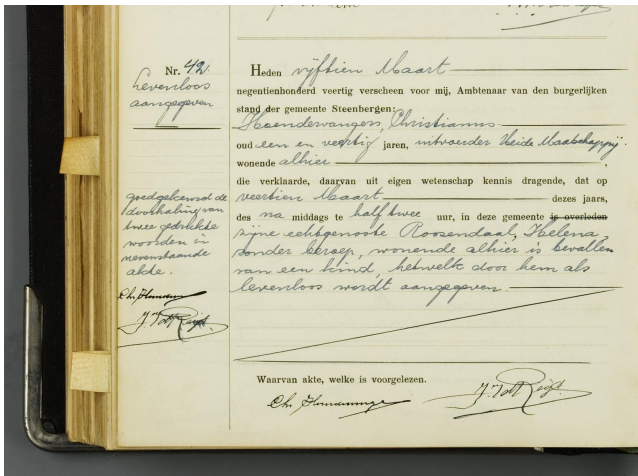 Nr. 42
Levenloos
aangegeven
Heden vijftien Maart
negentienhonderd veertig verscheen voor mij, Ambtenaar van den burgerlijken
stand der gemeente Steenbergen:
Hoendervangers, Christianus
oud een en veertig jaren, uitvoerder Heide Maatschappij,
wonende alhier
die verklaarde, daarvan uit eigen wetenschap kennis dragende, dat op
veertien Maart dezes jaars,
des na middags te half twee uur, in deze gemeente is overleden
zijne echtgenoote Roosendaal, Helena,
zonder beroep, wonende alhier is bevallen
van een kind, hetwelk door hem als
levenloos wordt aangegeven.
goedgekeurd de
doorhaling van
twee gedrukte
woorden in
nevenstaande
akte.
Waarvan akte, welke is voorgelezen.